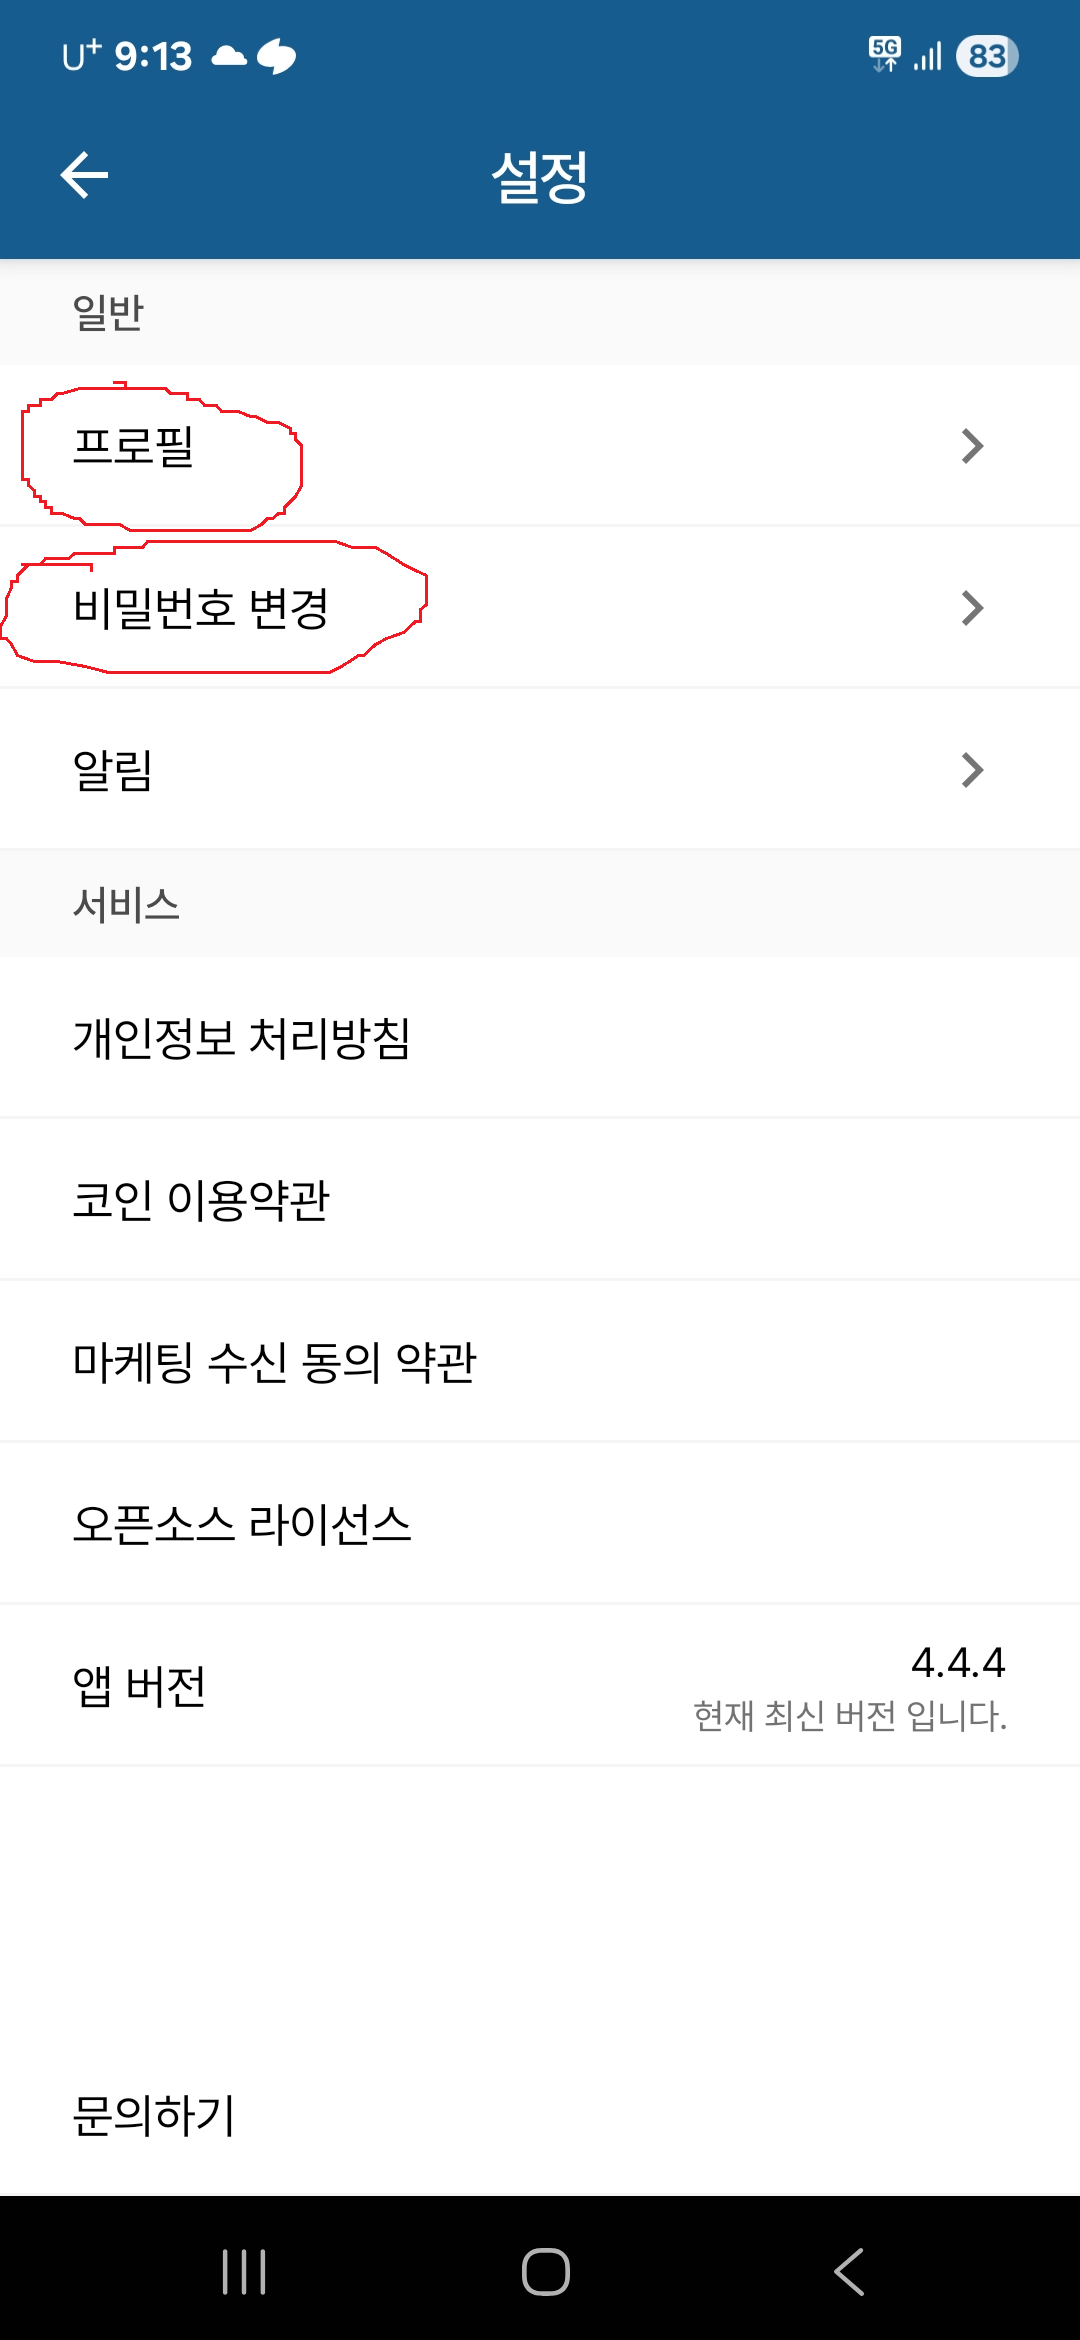 U+ 9:13 5G 83
설정
일반
프로필
비밀번호 변경
알림
서비스
개인정보 처리방침
코인 이용약관
마케팅 수신 동의 약관
오픈소스 라이선스
앱 버전 4.4.4
현재 최신 버전 입니다.
문의하기